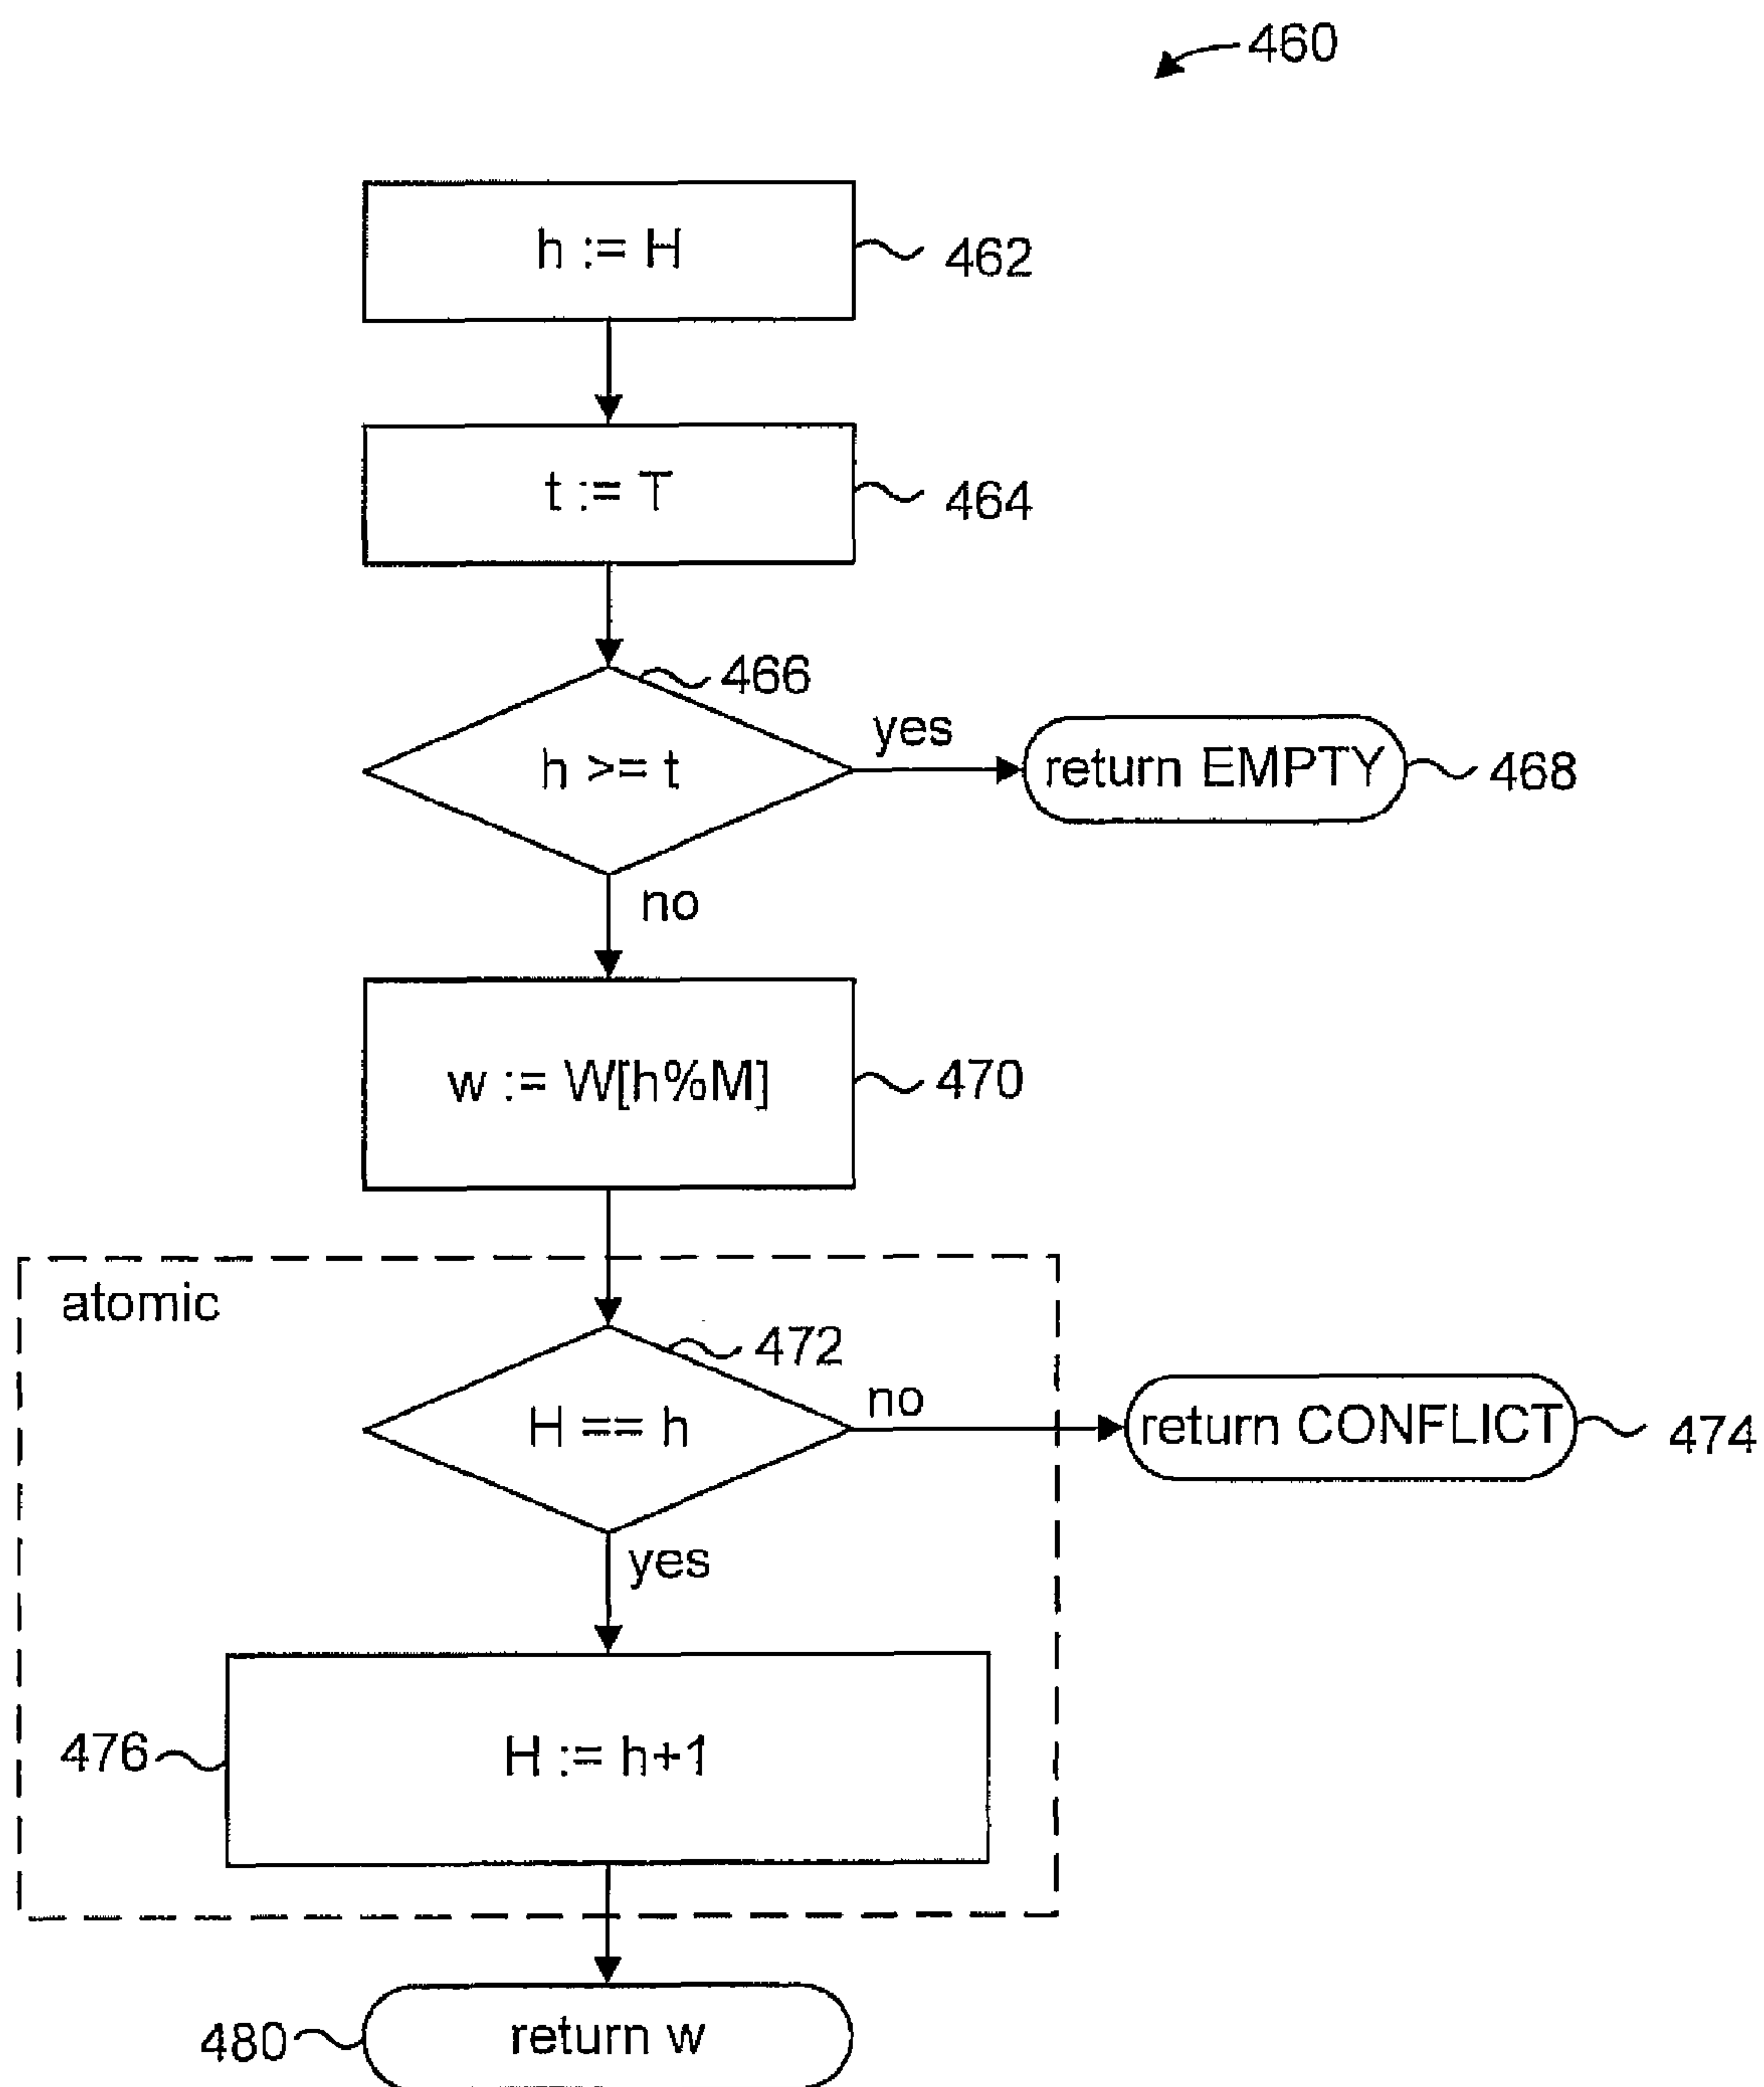 460
h := H
462
t := T
464
466
h >= t
yes
return EMPTY
468
no
w := W[h%M]
470
atomic
472
H == h
no
return CONFLICT
474
yes
476
H := h+1
480
return w